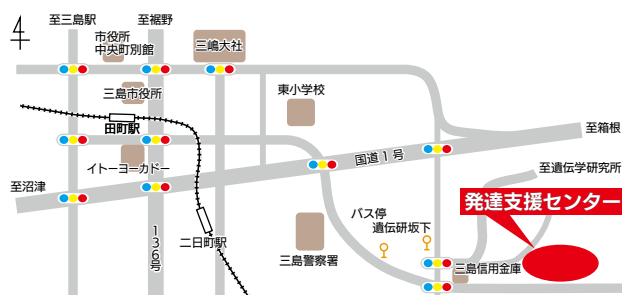 至三島駅
至裾野
市役所
中央町別館
三嶋大社
三島市役所
東小学校
田町駅
至箱根
国道1号
イトーヨーカドー
至遺伝学研究所
至沼津
発達支援センター
バス停
遺伝研坂下
136号
二日町駅
三島警察署
三島信用金庫